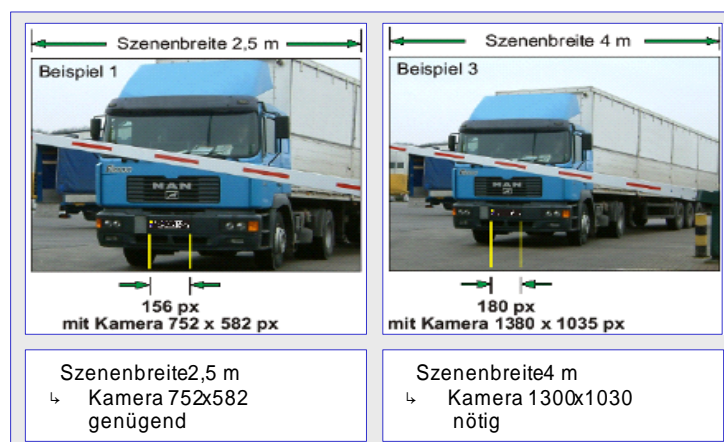 Szenenbreite 2,5 m
Beispiel 1
MAN
156 px
mit Kamera 752 x 582 px
Szenenbreite2,5 m
↳ Kamera 752x582
genügend
Szenenbreite 4 m
Beispiel 3
180 px
mit Kamera 1380 x 1035 px
Szenenbreite4 m
↳ Kamera 1300x1030
nötig